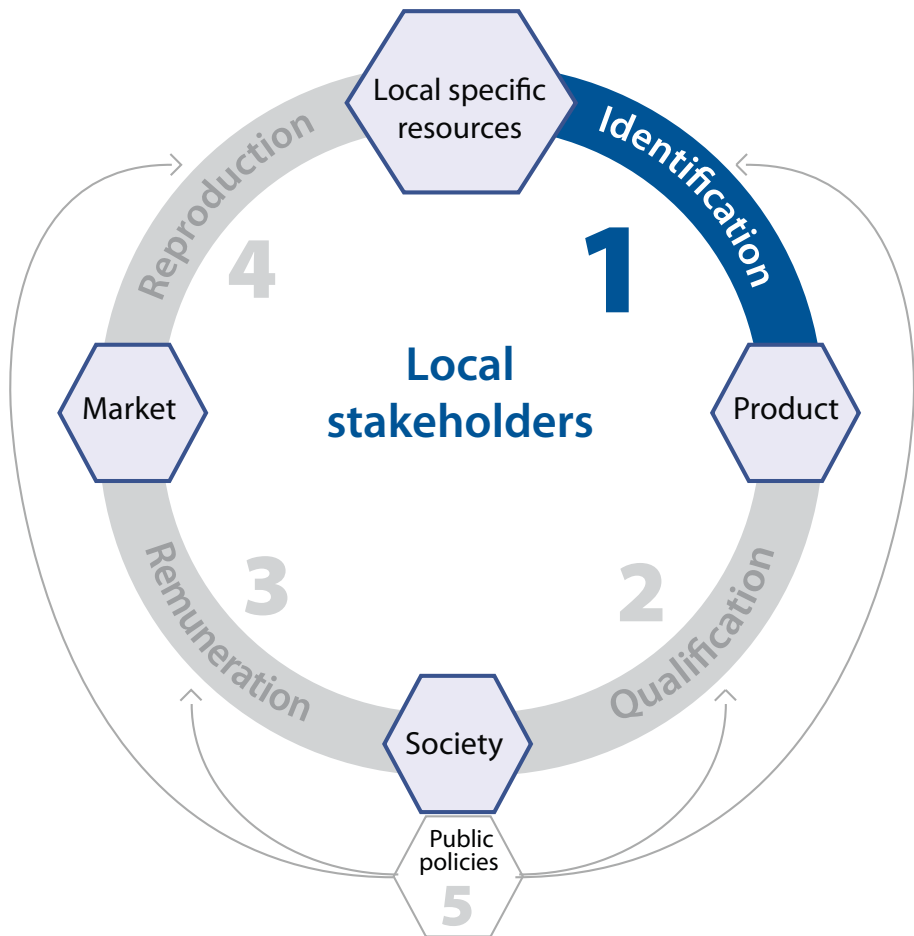 Local specific
resources
Identification
1
Product
Qualification
2
Society
Remuneration
3
Market
Reproduction
4
Local
stakeholders
Public
policies
5